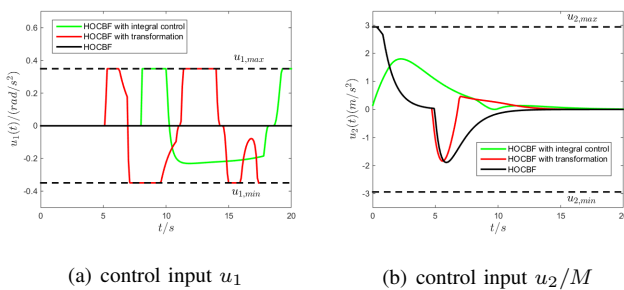 HOCBF with integral control
HOCBF with transformation
HOCBF
u1,max
u1,min
0.6
0.4
0.2
0
-0.2
-0.4
u1(t)/(rad/s²)
0 5 10 15 20
t/s
(a) control input u1
u2,max
u2,min
3
2
1
0
-1
-2
-3
u2(t)(m/s²)
HOCBF with integral control
HOCBF with transformation
HOCBF
0 5 10 15 20
t/s
(b) control input u2/M